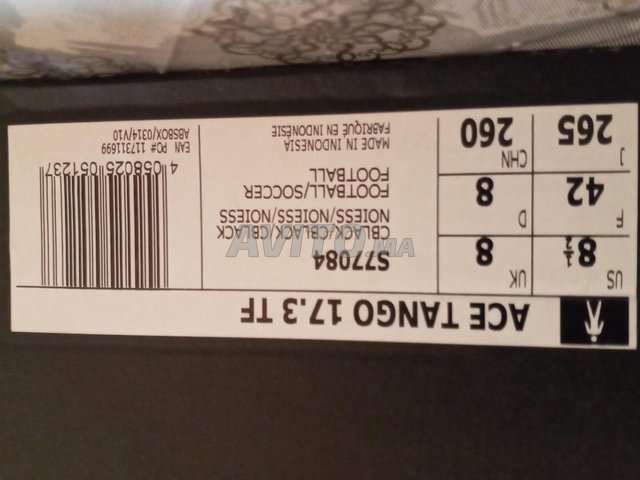 ACE TANGO 17.3 TF
US
8½
UK
8
F
42
D
8
J
265
CHN
260
S77084
CBLACK/CBLACK/CBLACK
NOIESS/NOIESS/NOIESS
FOOTBALL/SOCCER
FOOTBALL
MADE IN INDONESIA
FABRIQUÉ EN INDONÉSIE
4 058025 051237
EAN PO# 117311699
ABSBOX/0314/V10
AVITO.MA